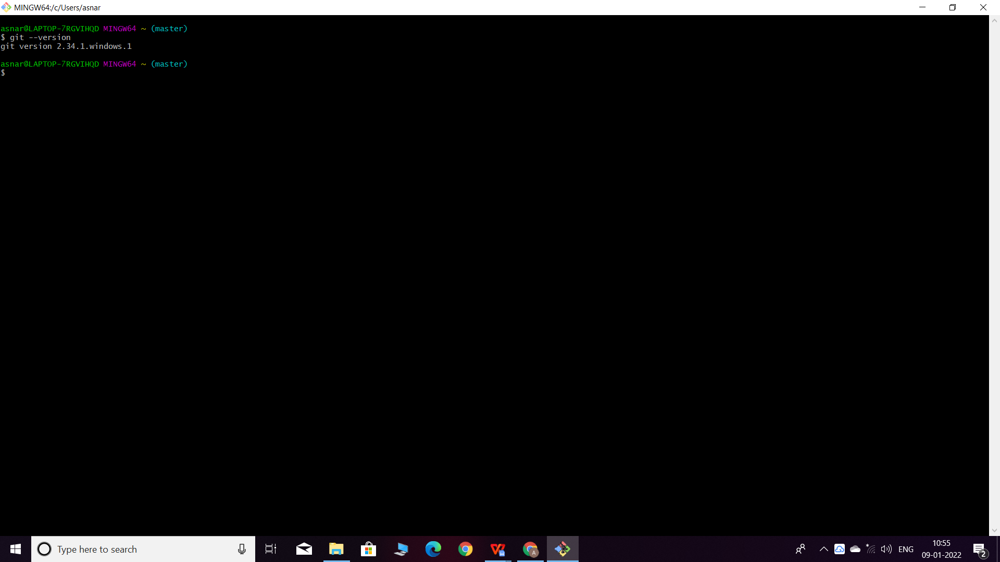 MINGW64:/c/Users/asnar
asnar@LAPTOP-7RGVIHQD MINGW64 ~ (master)
$ git --version
git version 2.34.1.windows.1
asnar@LAPTOP-7RGVIHQD MINGW64 ~ (master)
$
Type here to search
A
ENG
10:55
09-01-2022
2